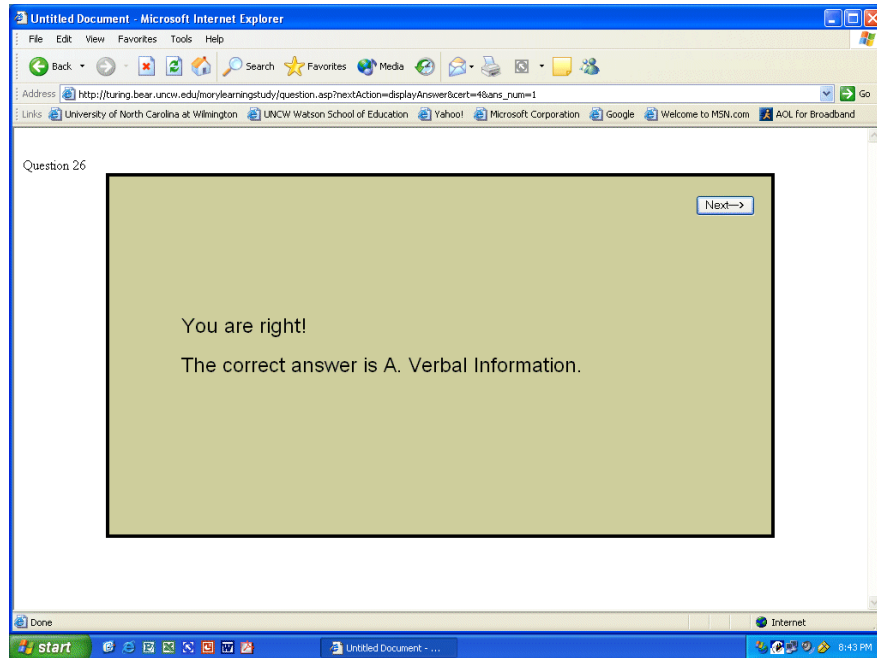 Untitled Document - Microsoft Internet Explorer
File Edit View Favorites Tools Help
Back Search Favorites Media
Address http://turing.bear.uncw.edu/morylearningstudy/question.asp?nextAction=displayAnswer&cert=4&ans_num=1 Go
Links University of North Carolina at Wilmington UNCW Watson School of Education Yahoo! Microsoft Corporation Google Welcome to MSN.com AOL for Broadband
Question 26
Next—>
You are right!
The correct answer is A. Verbal Information.
Done Internet
start Untitled Document - ... 8:43 PM